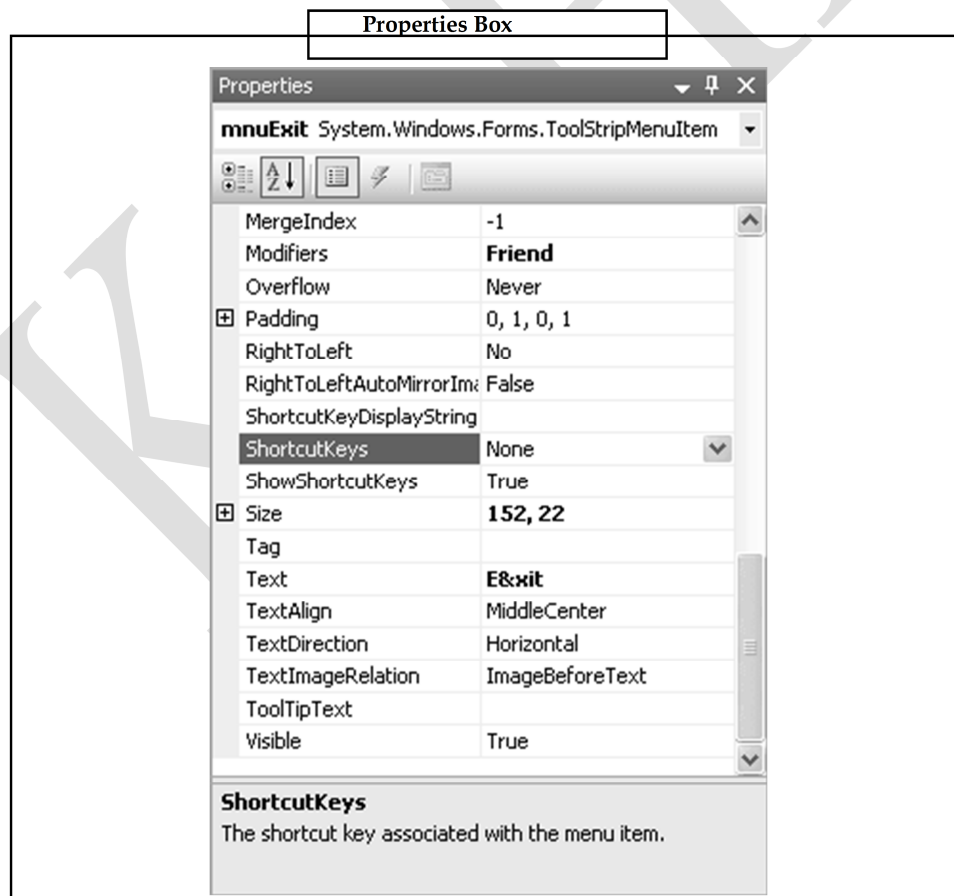 Properties Box
Properties
mnuExit System.Windows.Forms.ToolStripMenuItem
MergeIndex -1
Modifiers Friend
Overflow Never
Padding 0, 1, 0, 1
RightToLeft No
RightToLeftAutoMirrorIma False
ShortcutKeyDisplayString
ShortcutKeys None
ShowShortcutKeys True
Size 152, 22
Tag
Text E&xit
TextAlign MiddleCenter
TextDirection Horizontal
TextImageRelation ImageBeforeText
ToolTipText
Visible True
ShortcutKeys
The shortcut key associated with the menu item.